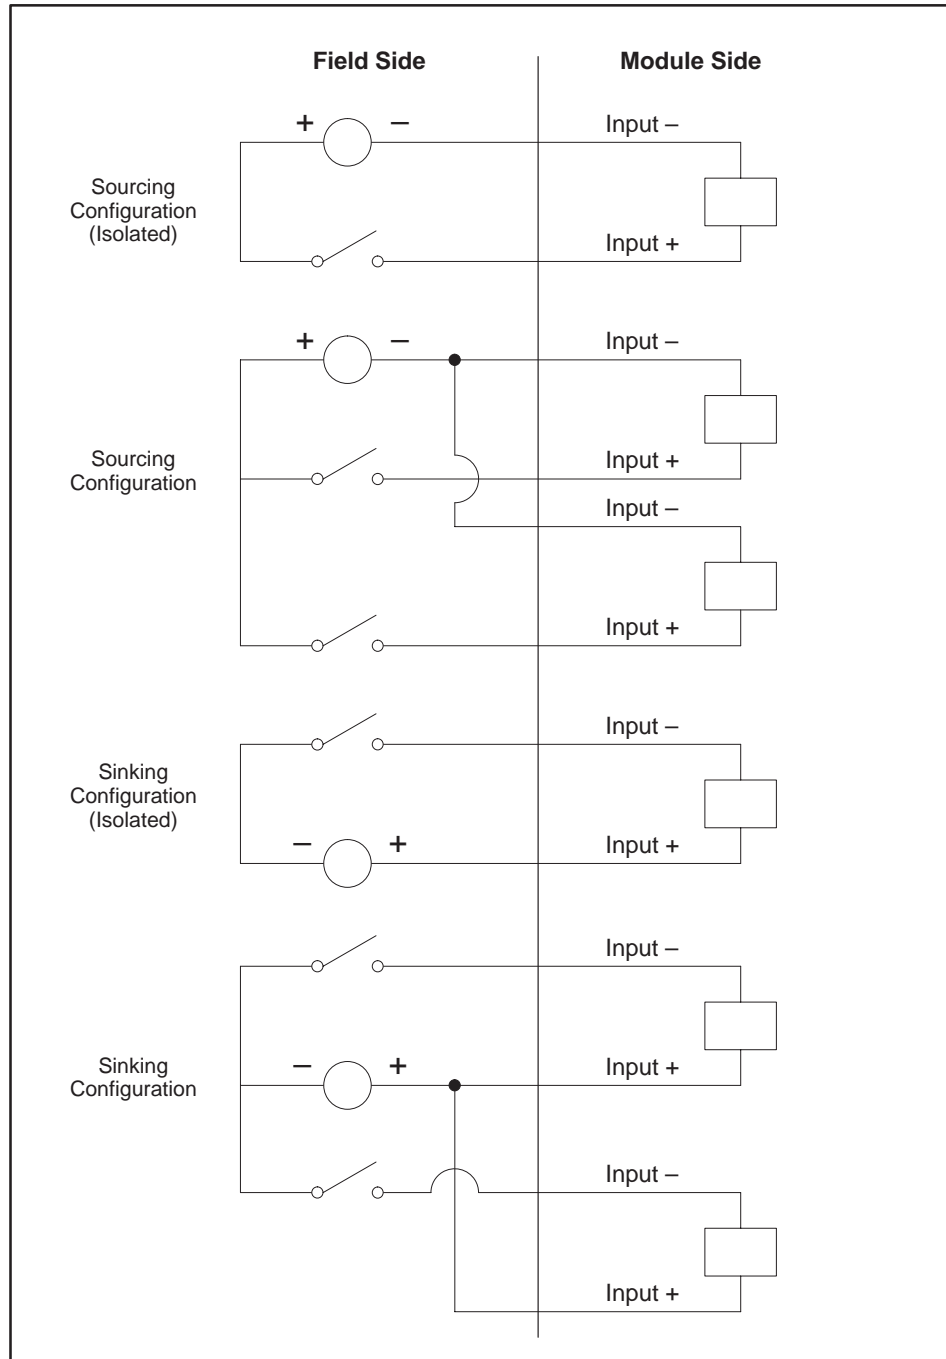 Field Side
Module Side
+
−
Input –
Sourcing
Configuration
(Isolated)
Input +
+
−
Input –
Sourcing
Configuration
Input +
Input –
Input +
Input –
Sinking
Configuration
(Isolated)
−
+
Input +
Input –
Sinking
Configuration
−
+
Input +
Input –
Input +